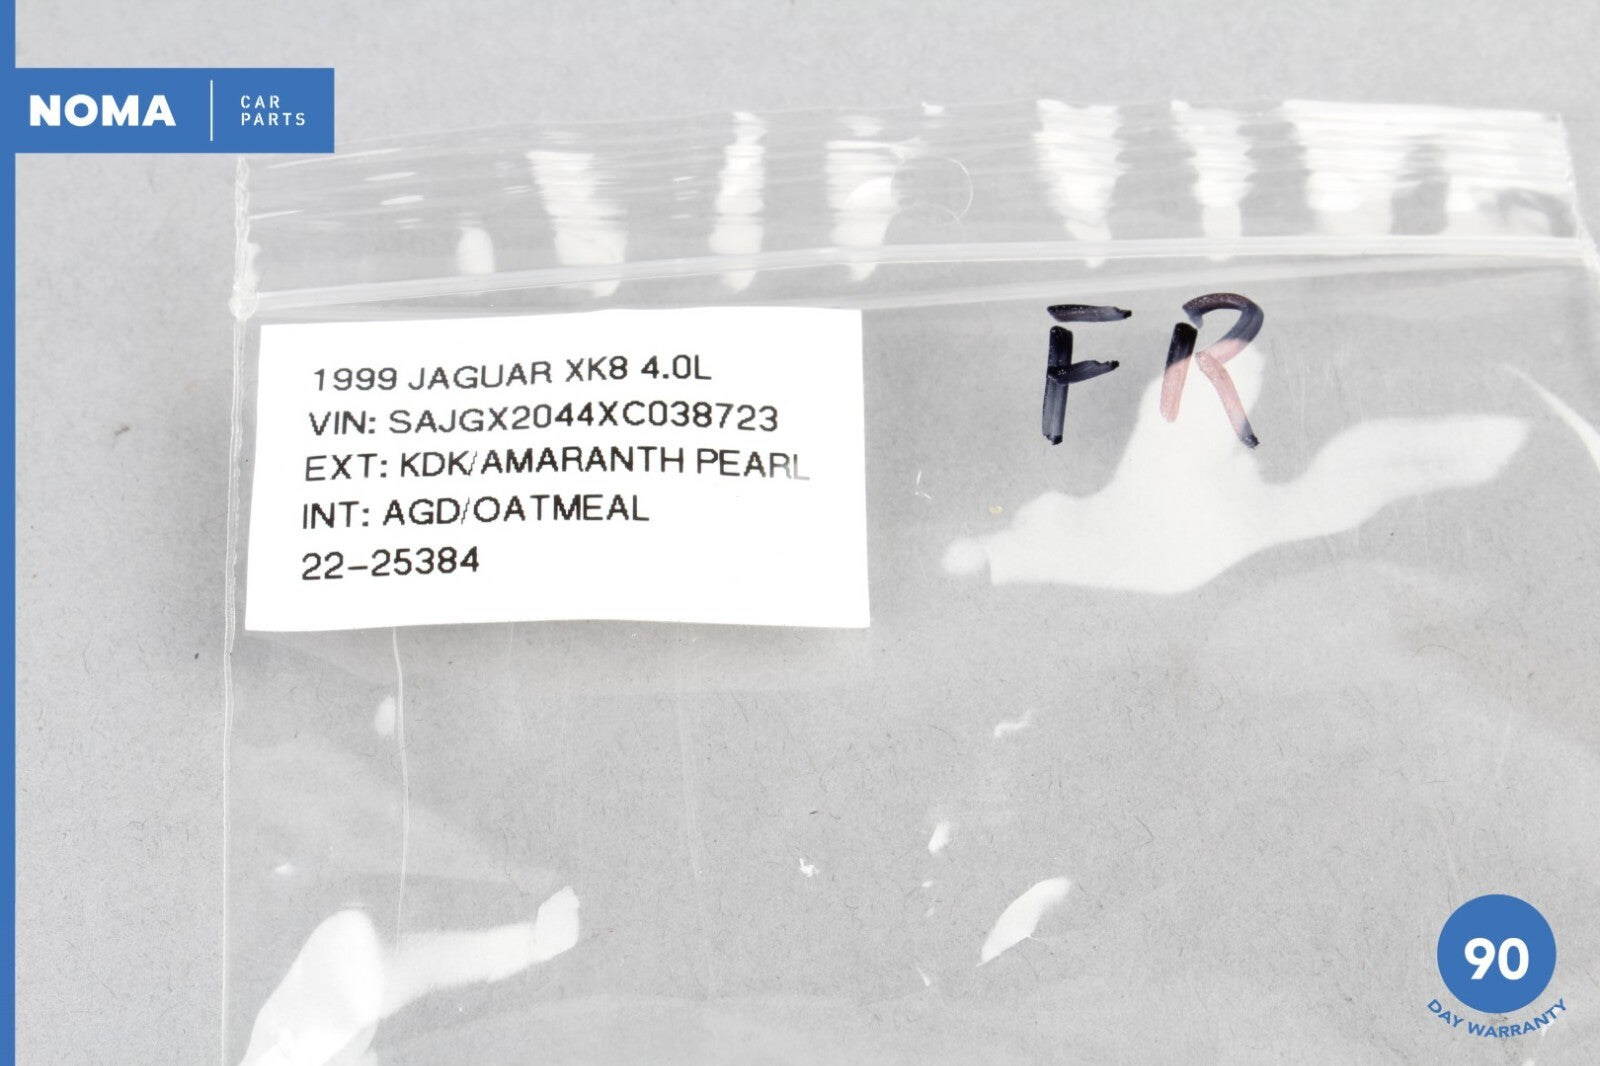 NOMA
CAR
PARTS
FR
1999 JAGUAR XK8 4.0L
VIN: SAJGX2044XC038723
EXT: KDK/AMARANTH PEARL
INT: AGD/OATMEAL
22-25384
90
DAY WARRANTY